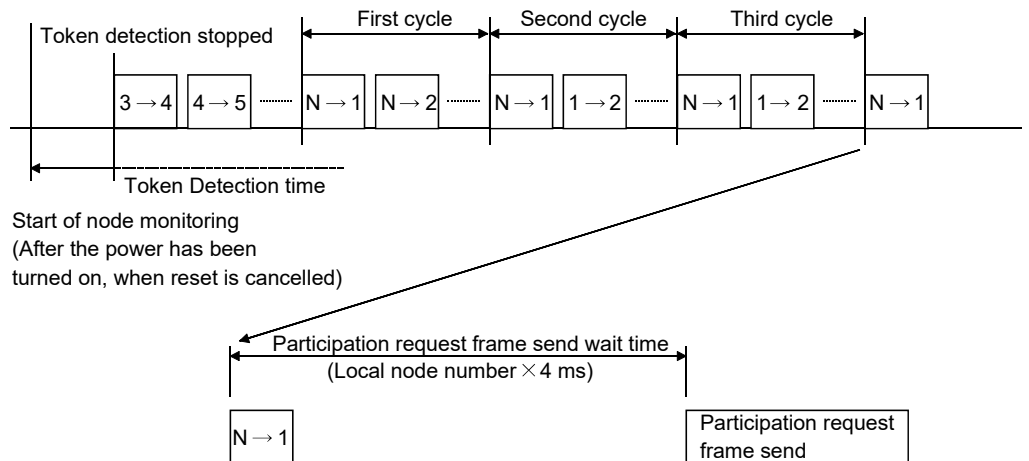 First cycle Second cycle Third cycle
Token detection stopped
3→4 4→5 N→1 N→2 N→1 1→2 N→1 1→2 N→1
Token Detection time
Start of node monitoring
(After the power has been
turned on, when reset is cancelled)
Participation request frame send wait time
(Local node number×4 ms)
N→1
Participation request
frame send